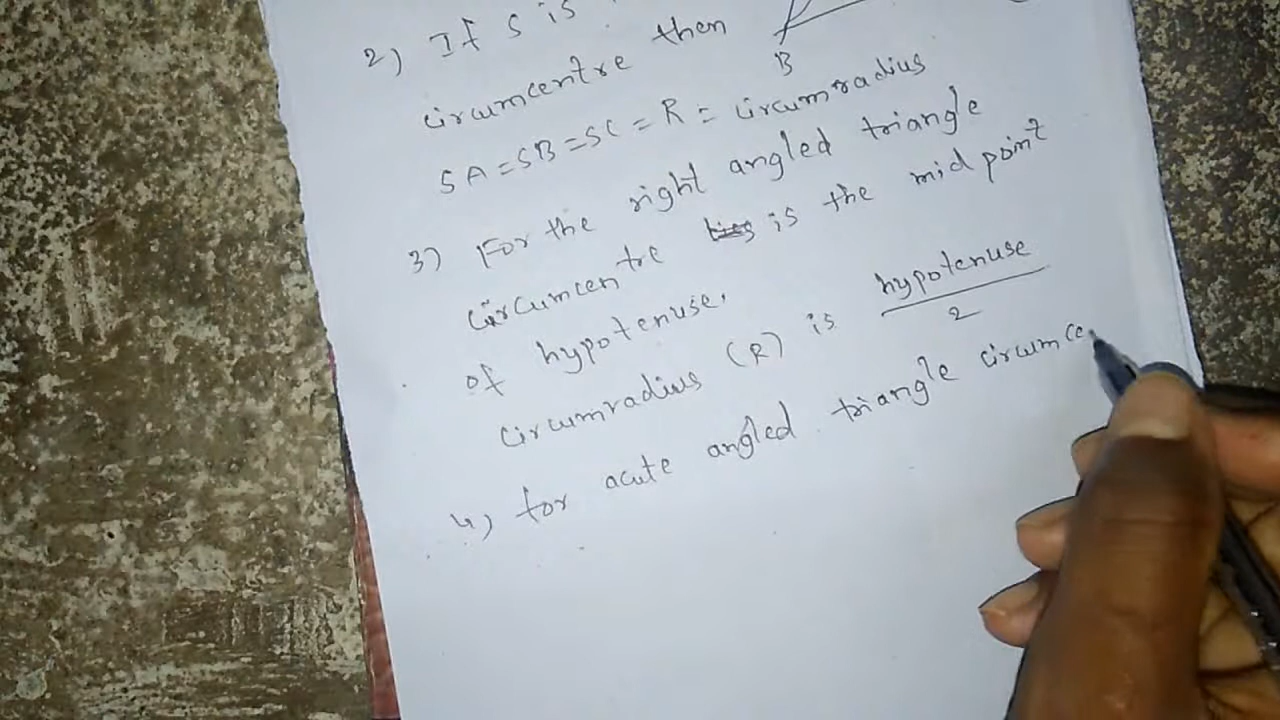 2) If S is
circumcentre then
B
SA = SB = SC = R = circumradius
3) For the right angled triangle
circumcentre is the mid point
of hypotenuse.
circumradius (R) is hypotenuse
2
4) for acute angled triangle circumce